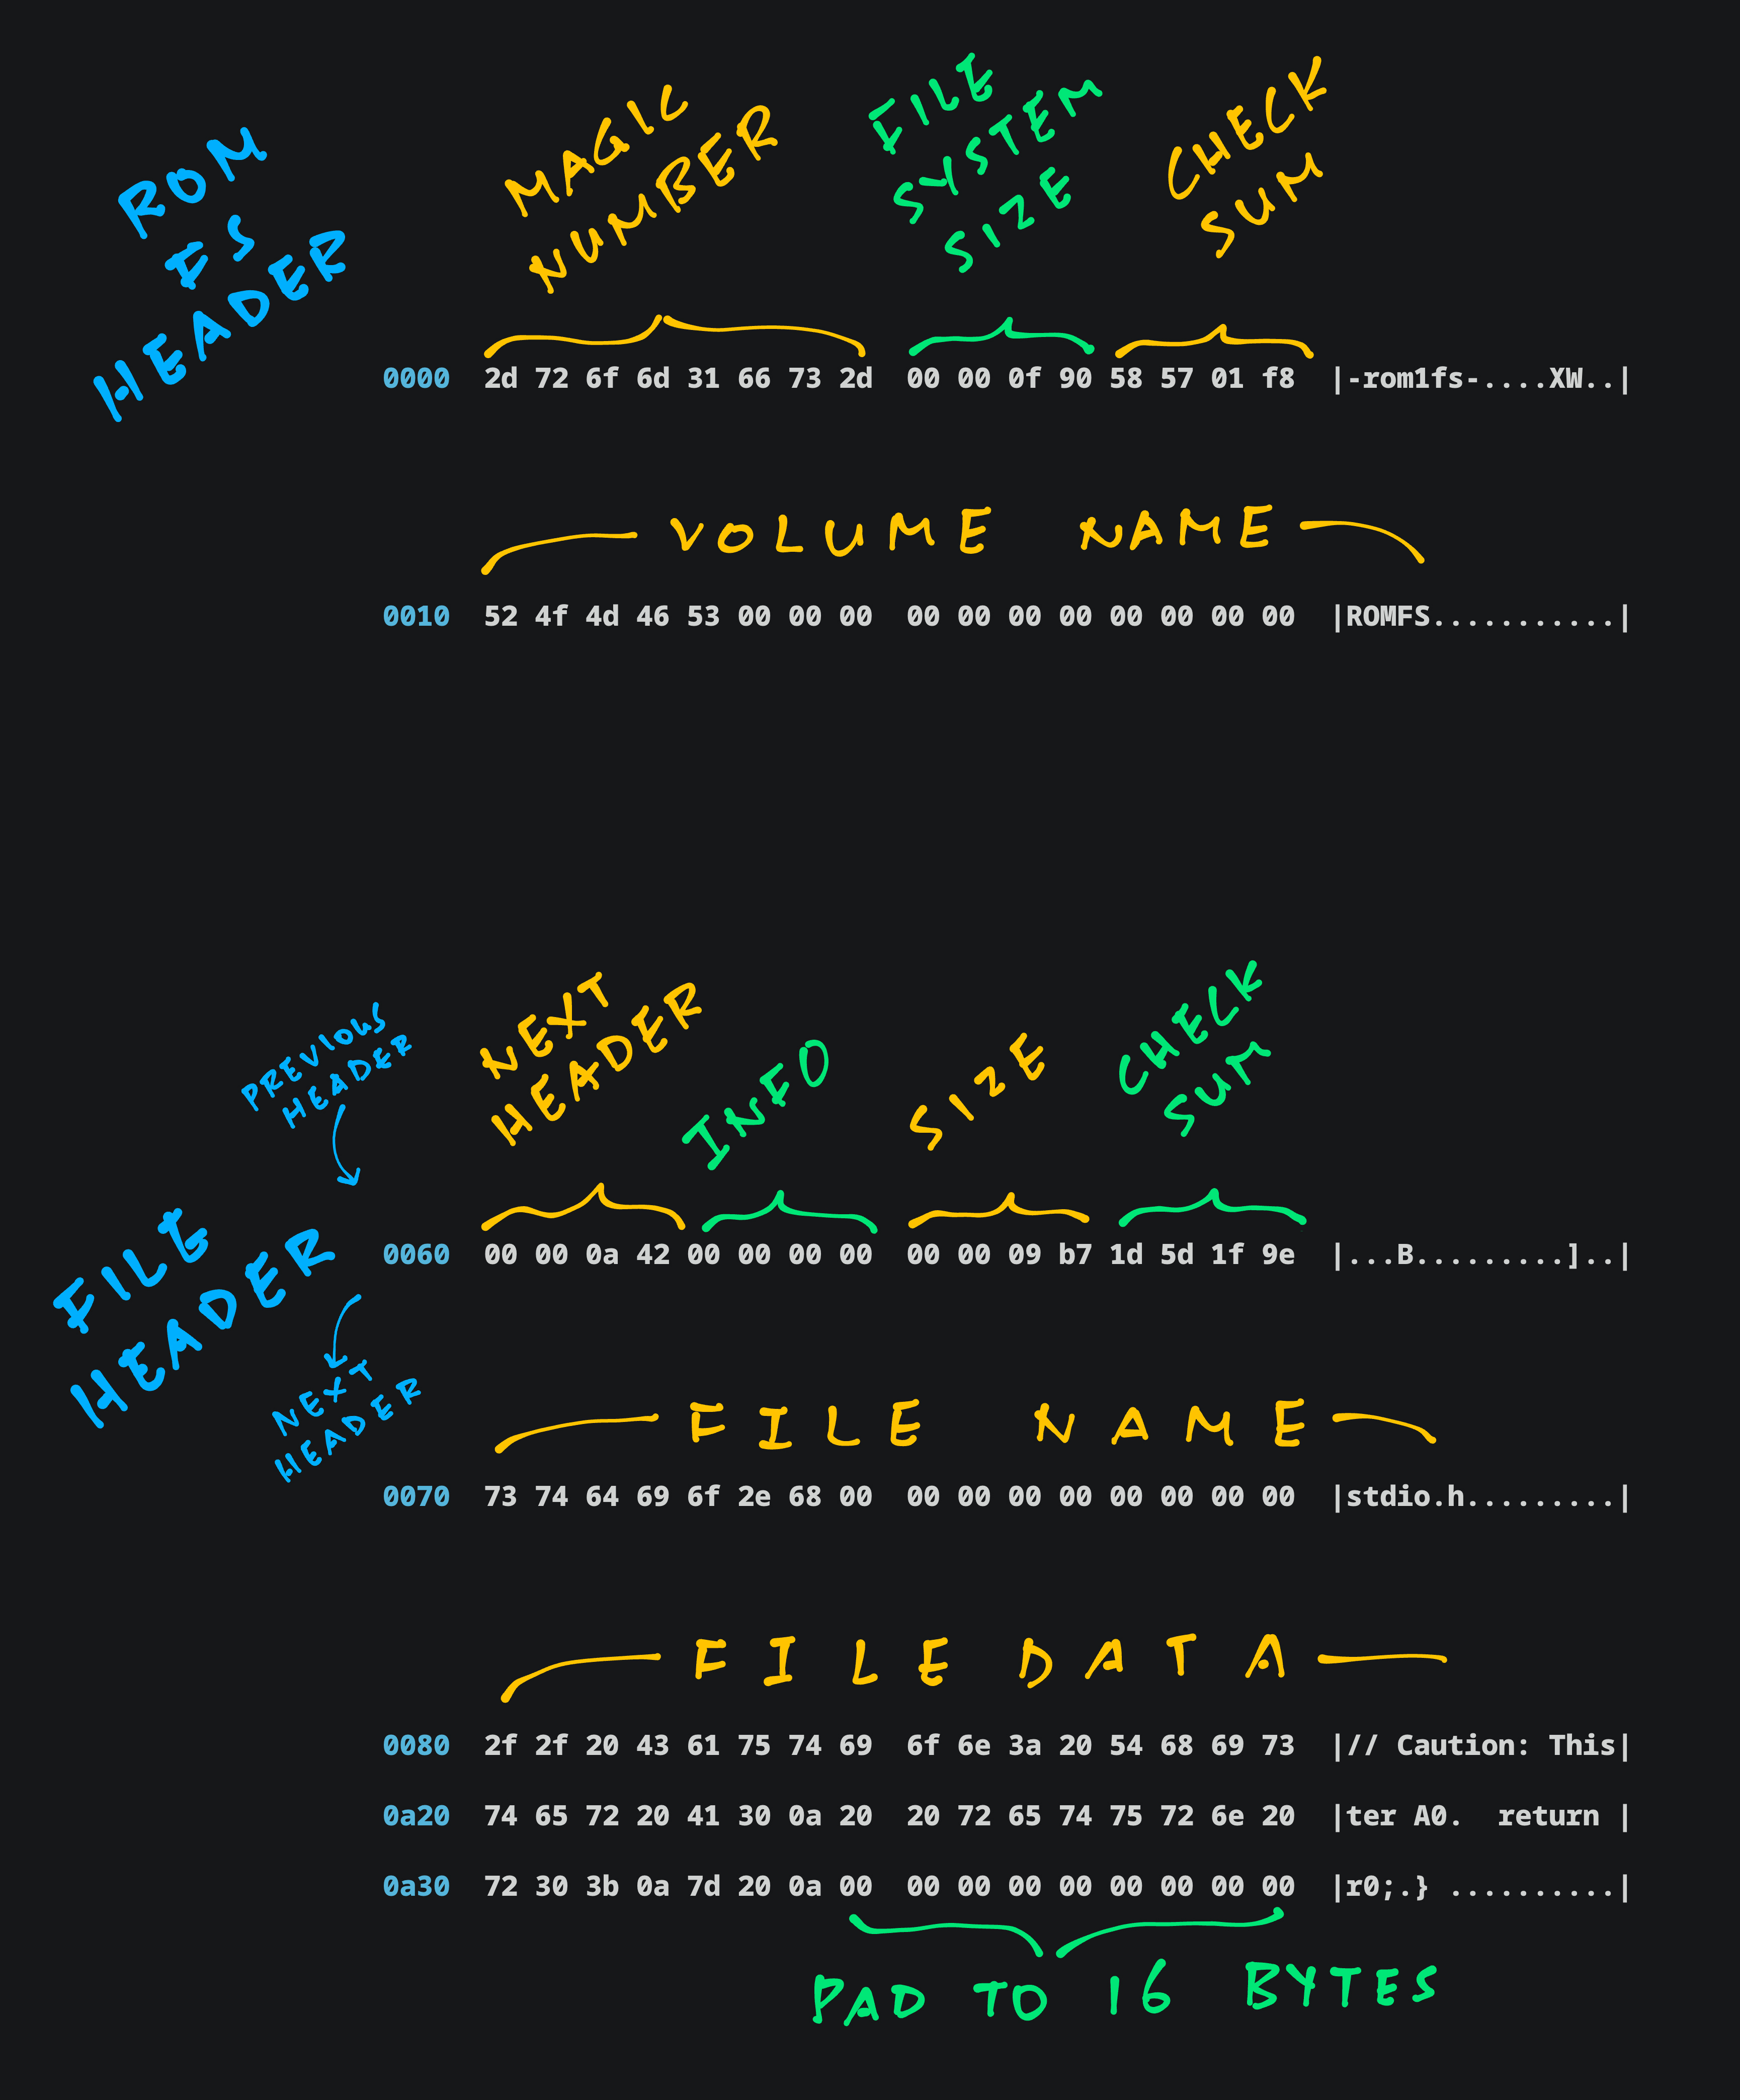 ROM
FS
HEADER
MAGIC
NUMBER
FILE
SYSTEM
SIZE
CHECK
SUM
0000 2d 72 6f 6d 31 66 73 2d 00 00 0f 90 58 57 01 f8 |-rom1fs-....XW..|
VOLUME NAME
0010 52 4f 4d 46 53 00 00 00 00 00 00 00 00 00 00 00 |ROMFS...........|
PREVIOUS
HEADER
NEXT
HEADER
INFO
SIZE
CHECK
SUM
FILE
HEADER
0060 00 00 0a 42 00 00 00 00 00 00 09 b7 1d 5d 1f 9e |...B.........]..|
NEXT
HEADER
FILE NAME
0070 73 74 64 69 6f 2e 68 00 00 00 00 00 00 00 00 00 |stdio.h.........|
FILE DATA
0080 2f 2f 20 43 61 75 74 69 6f 6e 3a 20 54 68 69 73 |// Caution: This|
0a20 74 65 72 20 41 30 0a 20 20 72 65 74 75 72 6e 20 |ter A0.  return |
0a30 72 30 3b 0a 7d 20 0a 00 00 00 00 00 00 00 00 00 |r0;.} ..........|
PAD TO 16 BYTES